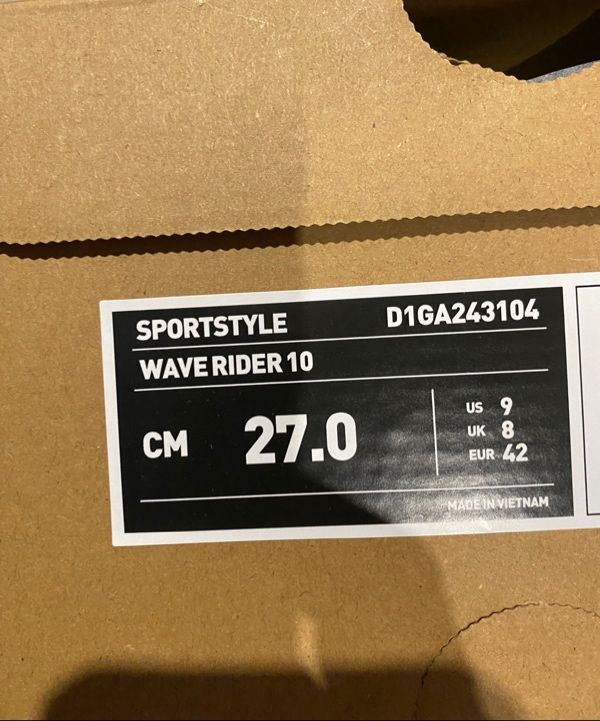 SPORTSTYLE D1GA243104
WAVE RIDER 10
CM 27.0
US 9
UK 8
EUR 42
MADE IN VIETNAM